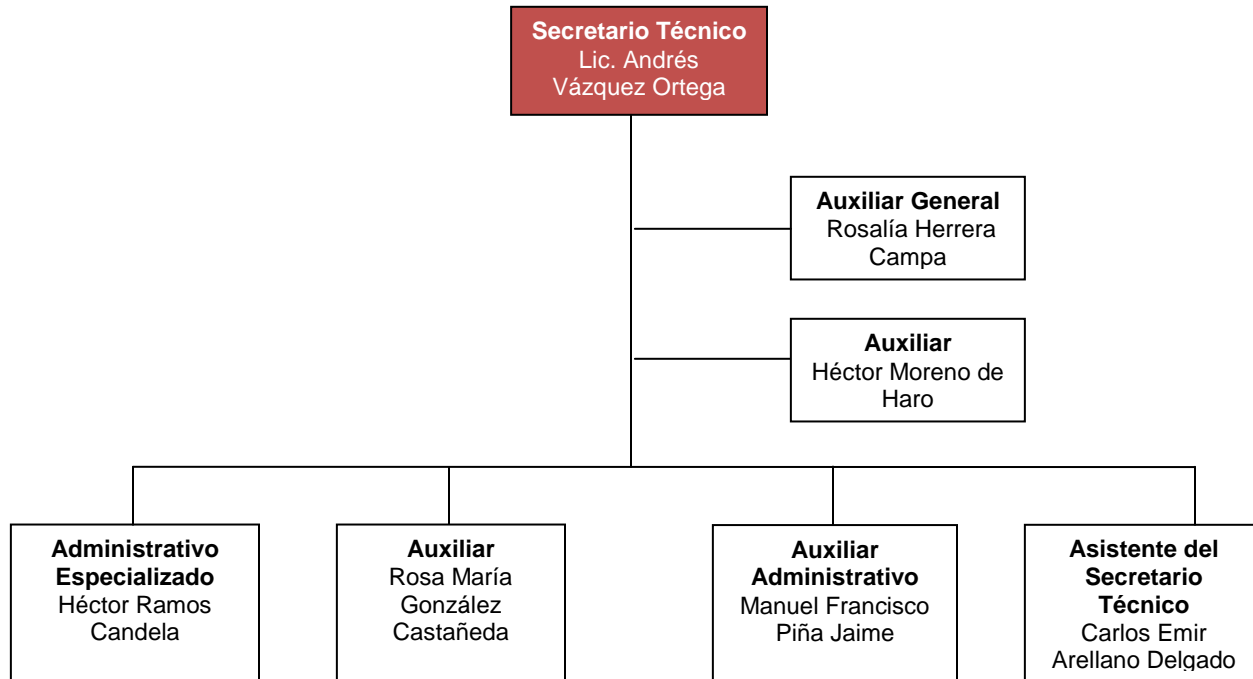 Secretario Técnico
Lic. Andrés
Vázquez Ortega
Auxiliar General
Rosalía Herrera
Campa
Auxiliar
Héctor Moreno de
Haro
Administrativo
Especializado
Héctor Ramos
Candela
Auxiliar
Rosa María
González
Castañeda
Auxiliar
Administrativo
Manuel Francisco
Piña Jaime
Asistente del
Secretario
Técnico
Carlos Emir
Arellano Delgado